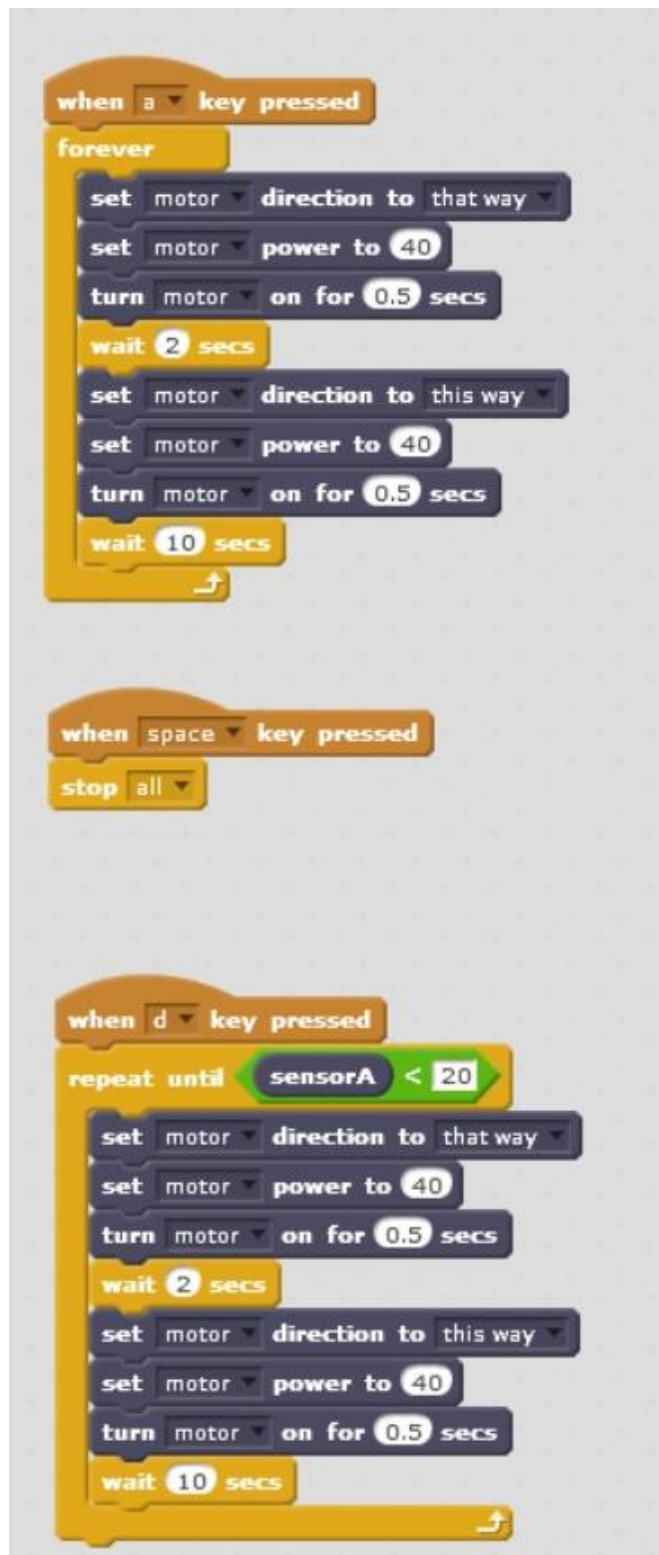 when a key pressed
forever
set motor direction to that way
set motor power to 40
turn motor on for 0.5 secs
wait 2 secs
set motor direction to this way
set motor power to 40
turn motor on for 0.5 secs
wait 10 secs
when space key pressed
stop all
when d key pressed
repeat until sensorA < 20
set motor direction to that way
set motor power to 40
turn motor on for 0.5 secs
wait 2 secs
set motor direction to this way
set motor power to 40
turn motor on for 0.5 secs
wait 10 secs